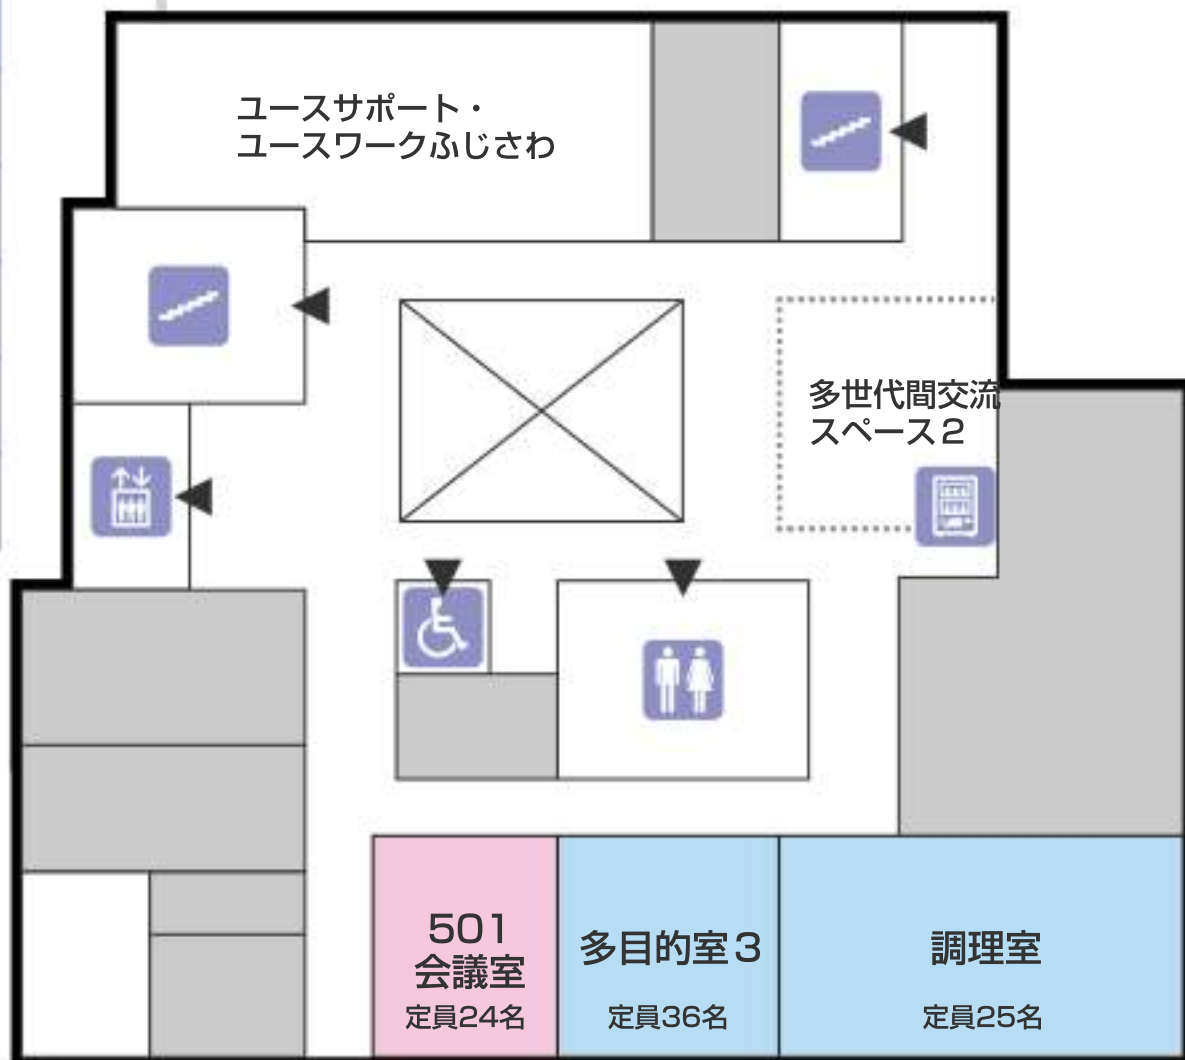 ユースサポート・
ユースワークふじさわ
多世代間交流
スペース2
501
会議室
定員24名
多目的室3
定員36名
調理室
定員25名